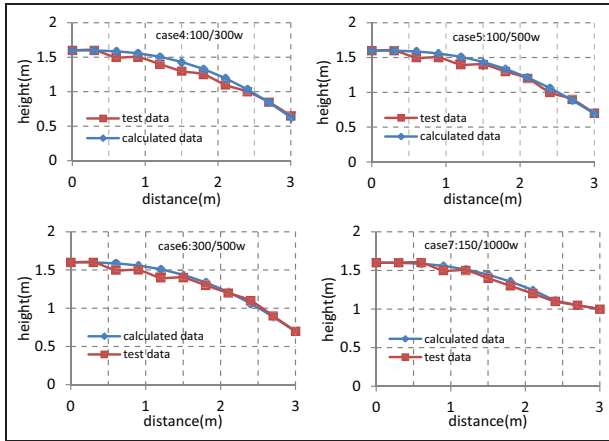 case4:100/300w
height(m)
2
1.5
1
0.5
0
test data
calculated data
0 1 2 3
distance(m)
case5:100/500w
height(m)
2
1.5
1
0.5
0
test data
calculated data
0 1 2 3
distance(m)
case6:300/500w
height(m)
2
1.5
1
0.5
0
calculated data
test data
0 1 2 3
distance(m)
case7:150/1000w
height(m)
2
1.5
1
0.5
0
calculated data
test data
0 1 2 3
distance(m)